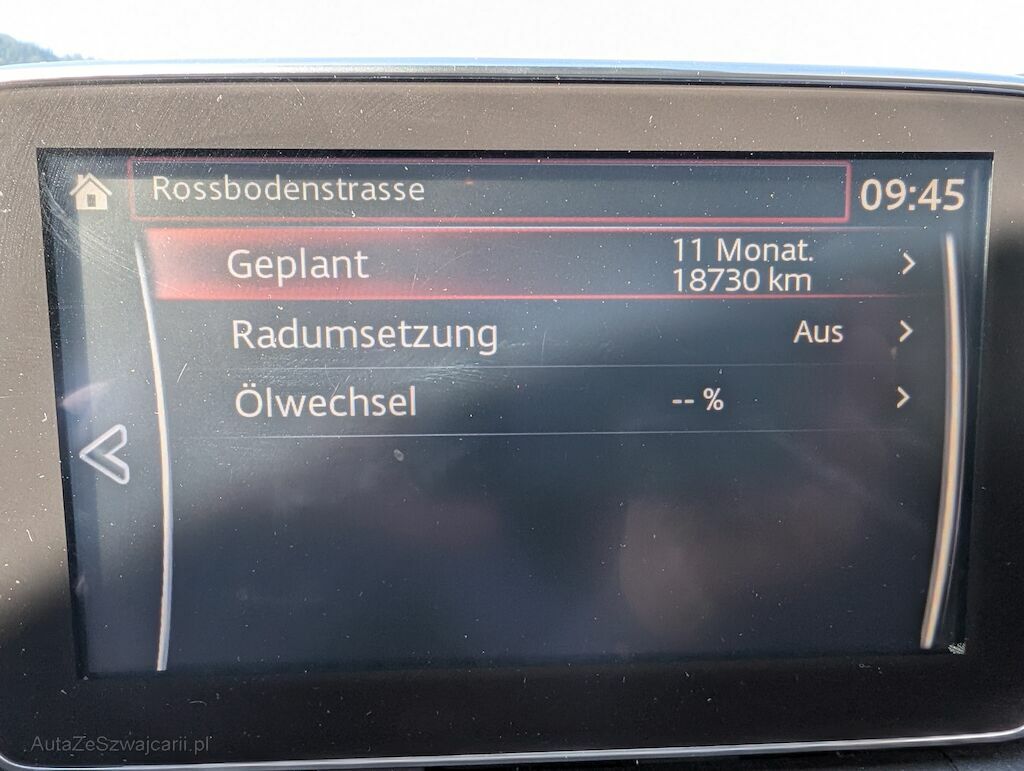 Rossbodenstrasse
09:45
Geplant
11 Monat.
18730 km
Radumsetzung
Aus
Ölwechsel
-- %
AutaZeSzwajcarii.pl